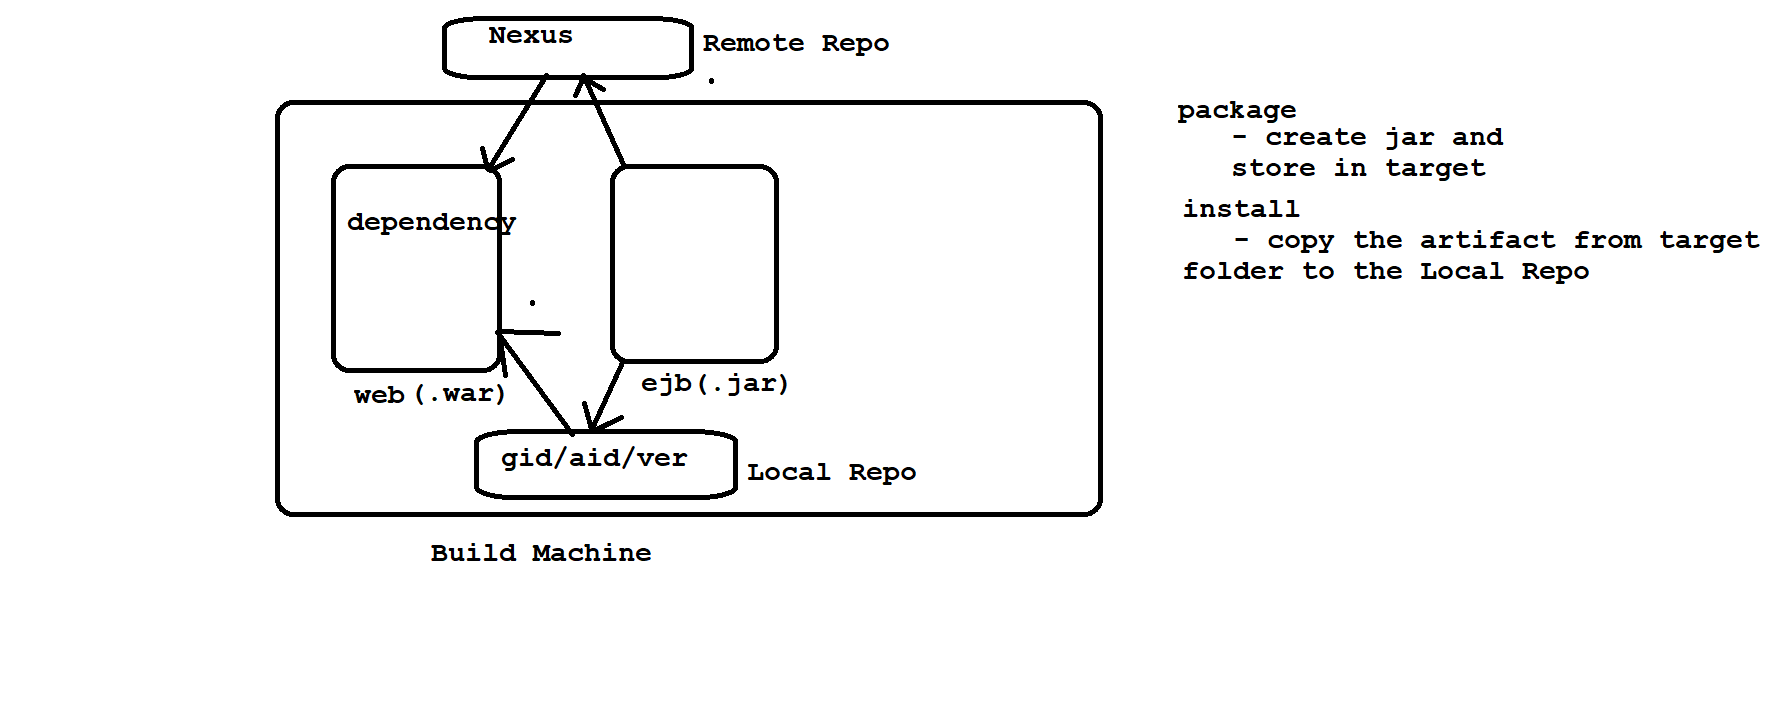 Nexus
Remote Repo
package
- create jar and
store in target
install
- copy the artifact from target
folder to the Local Repo
dependency
web(.war)
ejb(.jar)
gid/aid/ver
Local Repo
Build Machine